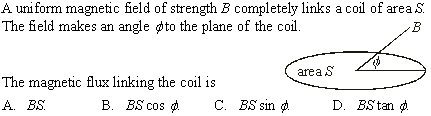 A uniform magnetic field of strength B completely links a coil of area S.
The field makes an angle ϕ to the plane of the coil.
B
ϕ
area S
The magnetic flux linking the coil is
A. BS. B. BS cos ϕ. C. BS sin ϕ. D. BS tan ϕ.